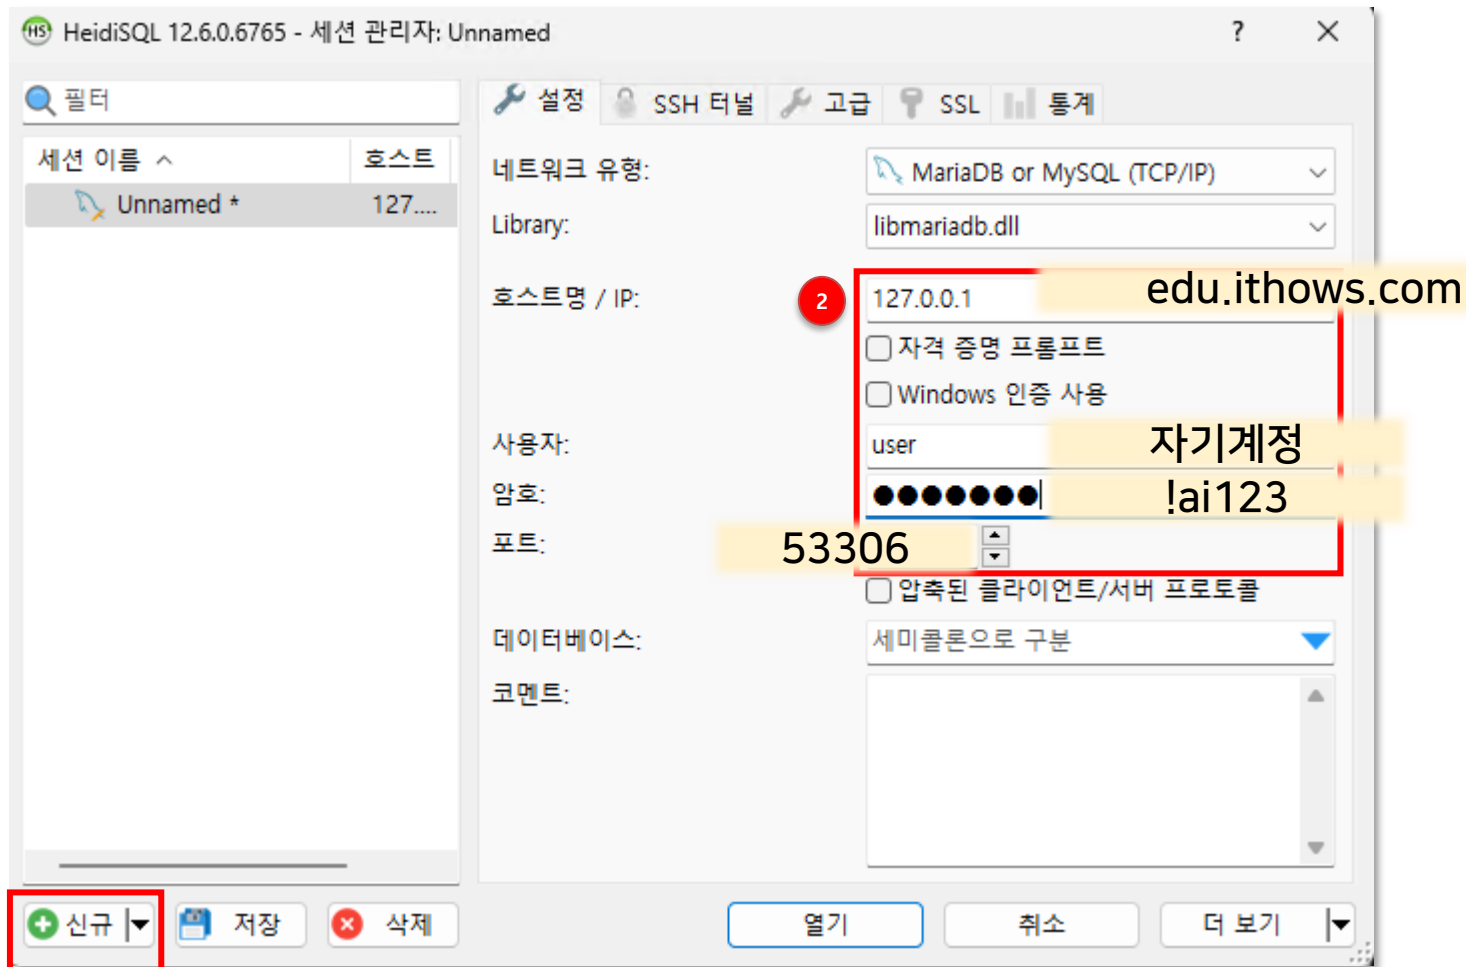 HS HeidiSQL 12.6.0.6765 - 세션 관리자: Unnamed ?
필터
세션 이름 호스트
Unnamed * 127....
설정 SSH 터널 고급 SSL 통계
네트워크 유형: MariaDB or MySQL (TCP/IP)
Library: libmariadb.dll
호스트명 / IP: 2 127.0.0.1 edu.ithows.com
자격 증명 프롬프트
Windows 인증 사용
사용자: user 자기계정
암호: ●●●●●●● !ai123
포트: 53306
압축된 클라이언트/서버 프로토콜
데이터베이스: 세미콜론으로 구분
코멘트:
신규 저장 삭제 열기 취소 더 보기